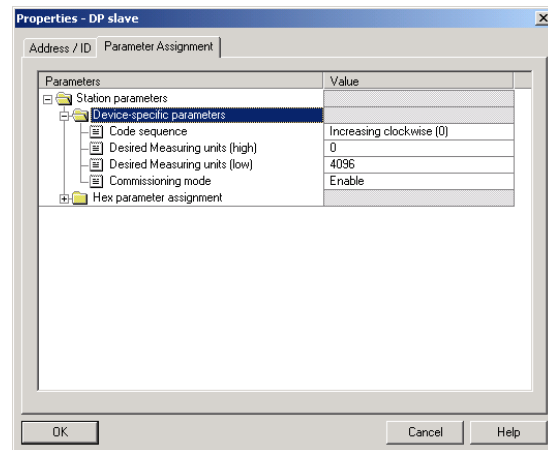 Properties - DP slave
Address / ID Parameter Assignment
Parameters Value
Station parameters
Device-specific parameters
Code sequence Increasing clockwise (0)
Desired Measuring units (high) 0
Desired Measuring units (low) 4096
Commissioning mode Enable
Hex parameter assignment
OK Cancel Help